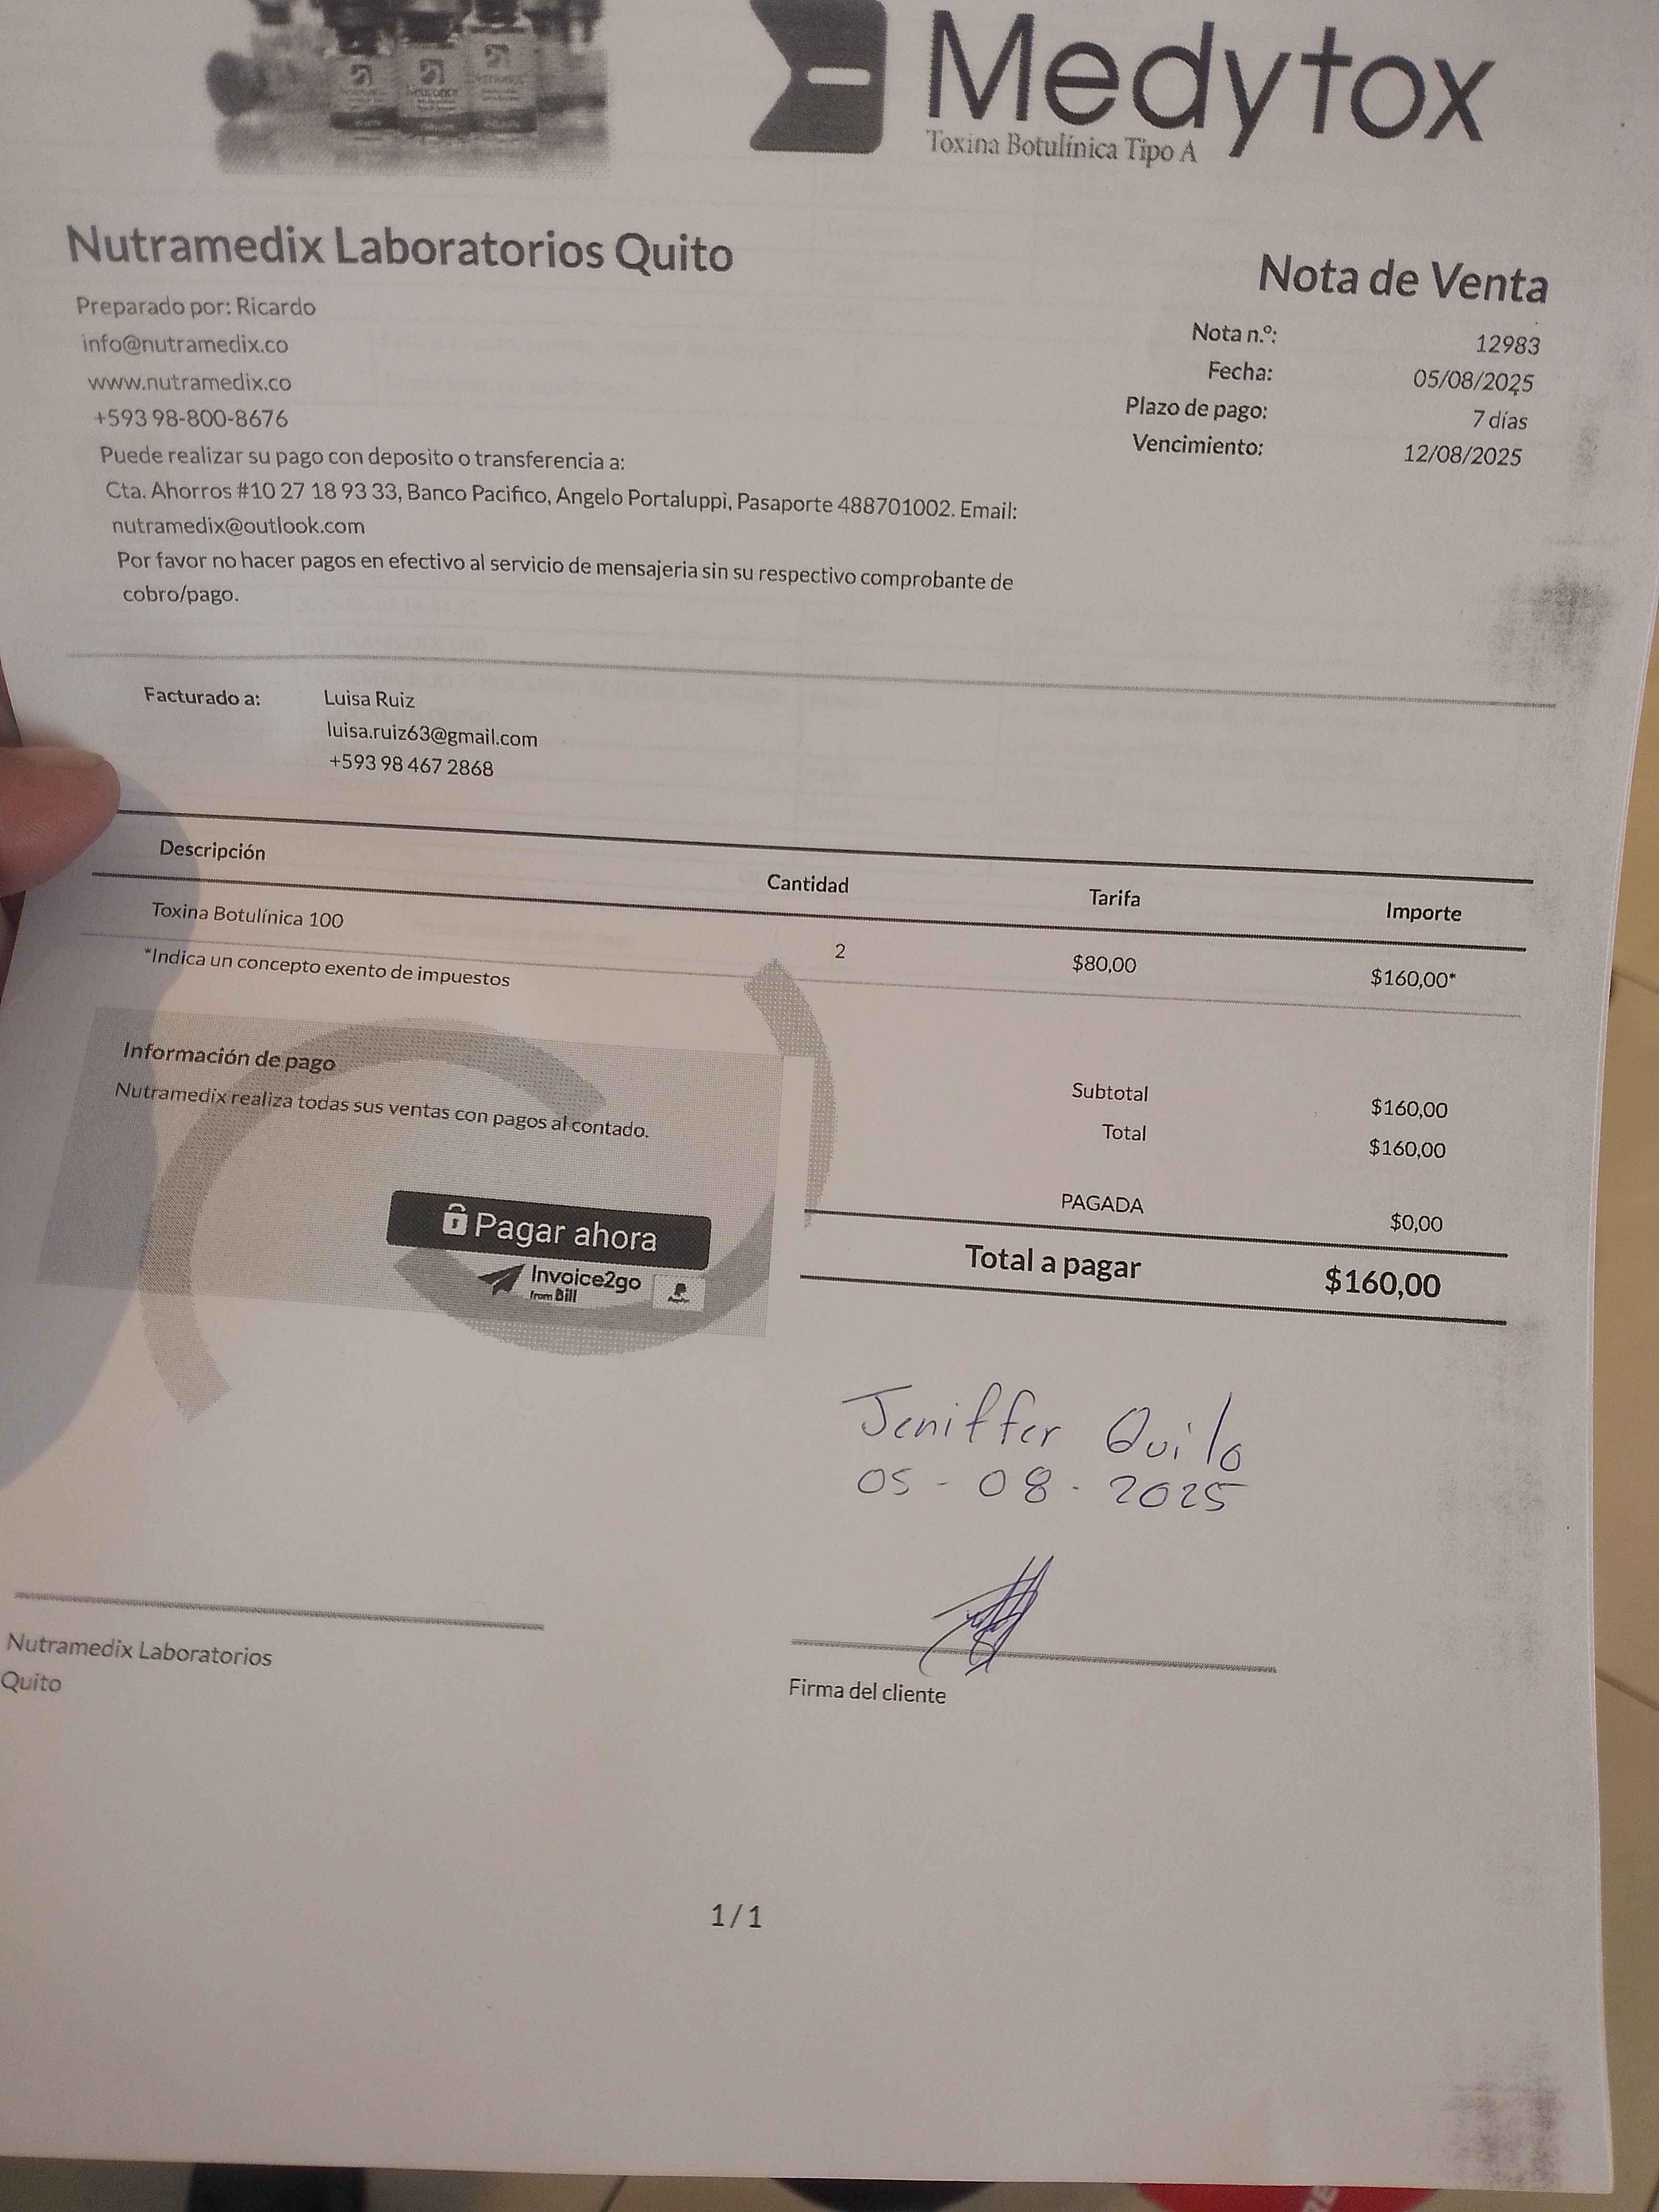 Medytox
Toxina Botulínica Tipo A
Nutramedix Laboratorios Quito
Preparado por: Ricardo
info@nutramedix.co
www.nutramedix.co
+593 98-800-8676
Puede realizar su pago con deposito o transferencia a:
Cta. Ahorros #10 27 18 93 33, Banco Pacifico, Angelo Portaluppi, Pasaporte 488701002. Email:
nutramedix@outlook.com
Por favor no hacer pagos en efectivo al servicio de mensajeria sin su respectivo comprobante de
cobro/pago.
Nota de Venta
Nota n.º: 12983
Fecha: 05/08/2025
Plazo de pago: 7 días
Vencimiento: 12/08/2025
Facturado a: Luisa Ruiz
luisa.ruiz63@gmail.com
+593 98 467 2868
Descripción Cantidad Tarifa Importe
Toxina Botulínica 100 2 $80,00 $160,00*
*Indica un concepto exento de impuestos
Información de pago
Nutramedix realiza todas sus ventas con pagos al contado.
Pagar ahora
Invoice2go
from Bill
Subtotal $160,00
Total $160,00
PAGADA $0,00
Total a pagar $160,00
Jeniffer Quilo
05-08-2025
Nutramedix Laboratorios
Quito
Firma del cliente
1/1